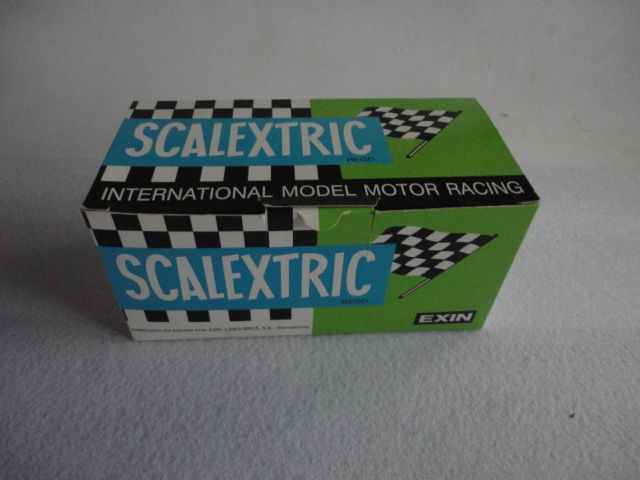 SCALEXTRIC
REGD.
INTERNATIONAL MODEL MOTOR RACING
SCALEXTRIC
REGD.
EXIN
FABRICADO EN ESPAÑA POR EXIN-LINES BROS. S.A. (Barcelona)